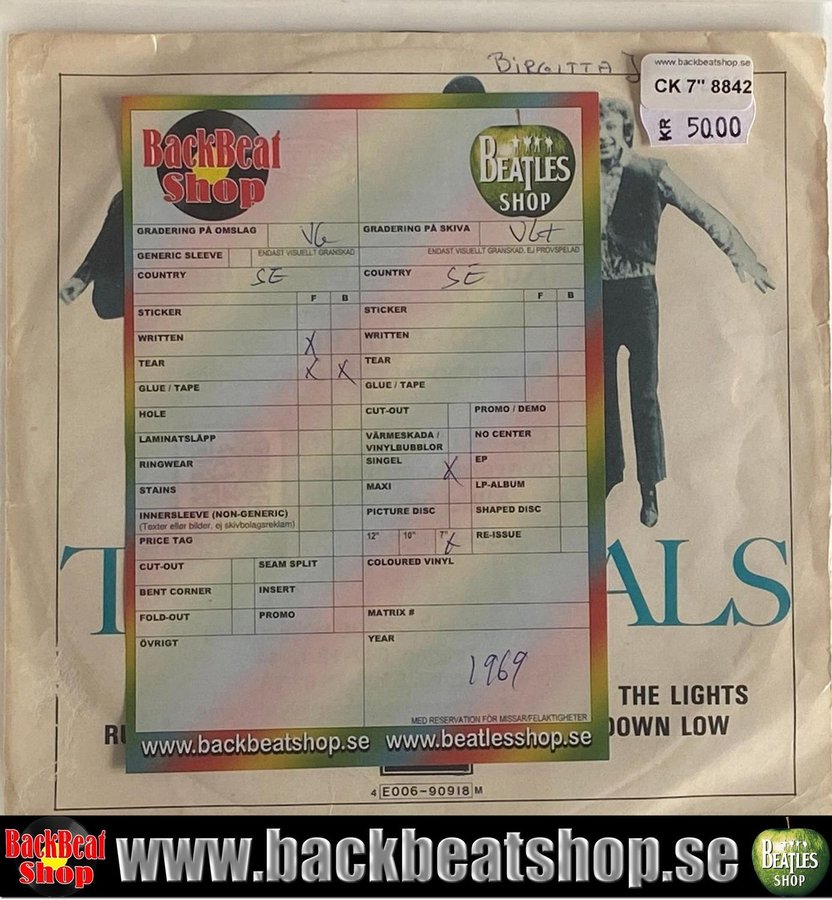 BIRGITTA
www.backbeatshop.se
CK 7" 8842
KR 50.00
BackBeat
Shop
BEATLES
SHOP
GRADERING PÅ OMSLAG VG
GRADERING PÅ SKIVA VG+
GENERIC SLEEVE
ENDAST VISUELLT GRANSKAD
ENDAST VISUELLT GRANSKAD, EJ PROVSPELAD
COUNTRY SE
COUNTRY SE
F B
F B
STICKER
STICKER
WRITTEN X
WRITTEN
TEAR X X
TEAR
GLUE / TAPE
GLUE / TAPE
HOLE
CUT-OUT
PROMO / DEMO
LAMINATSLÄPP
VÄRMESKADA /
VINYLBUBBLOR
NO CENTER
RINGWEAR
SINGEL X
EP
STAINS
MAXI
LP-ALBUM
INNERSLEEVE (NON-GENERIC)
(Texter eller bilder, ej skivbolagsreklam)
PICTURE DISC
SHAPED DISC
PRICE TAG
12" 10" 7" X
RE-ISSUE
CUT-OUT
SEAM SPLIT
COLOURED VINYL
BENT CORNER
INSERT
FOLD-OUT
PROMO
MATRIX #
ÖVRIGT
YEAR
1969
MED RESERVATION FÖR MISSAR/FELAKTIGHETER
www.backbeatshop.se www.beatlesshop.se
T ALS
THE LIGHTS
RU DOWN LOW
4 E006-90918 M
BackBeat
Shop
www.backbeatshop.se
BEATLES
SHOP